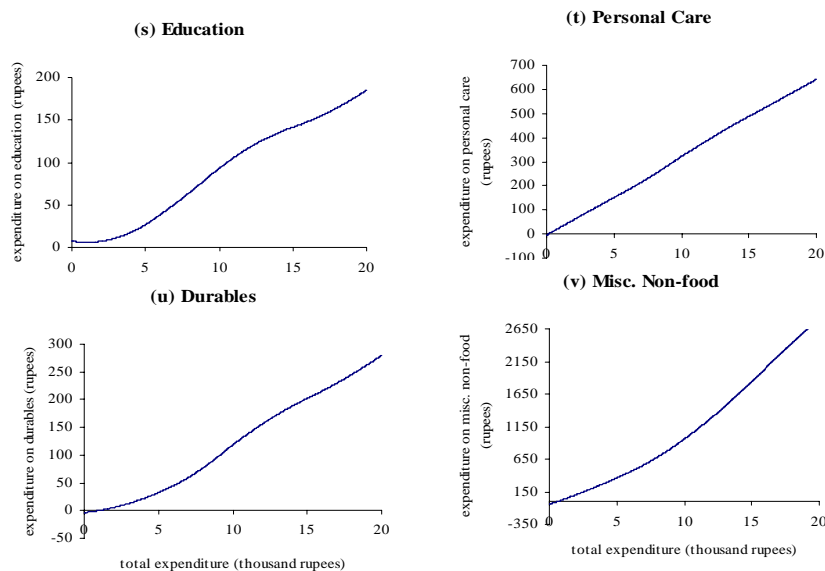 (s) Education
expenditure on education (rupees)
200
150
100
50
0
0 5 10 15 20
(t) Personal Care
expenditure on personal care
(rupees)
700
600
500
400
300
200
100
0
-100
0 5 10 15 20
(u) Durables
expenditure on durables (rupees)
300
250
200
150
100
50
0
-50
0 5 10 15 20
total expenditure (thousand rupees)
(v) Misc. Non-food
expenditure on misc. non-food
(rupees)
2650
2150
1650
1150
650
150
-350
0 5 10 15 20
total expenditure (thousand rupees)